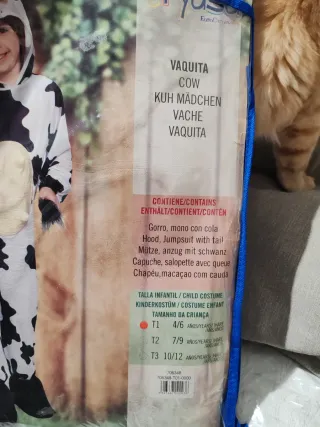 VAQUITA
COW
KUH MÄDCHEN
VACHE
VAQUITA
CONTIENE/CONTAINS
ENTHÄLT/CONTIENT/CONTÉN
Gorro, mono con cola
Hood, Jumpsuit with tail
Mütze, anzug mit schwanz
Capuche, salopette avec queue
Chapéu,macaçao com cauda
TALLA INFANTIL / CHILD COSTUME
KINDERKOSTÜM / COSTUME ENFANT
TAMANHO DA CRIANÇA
T1 4/6
T2 7/9
T3 10/12